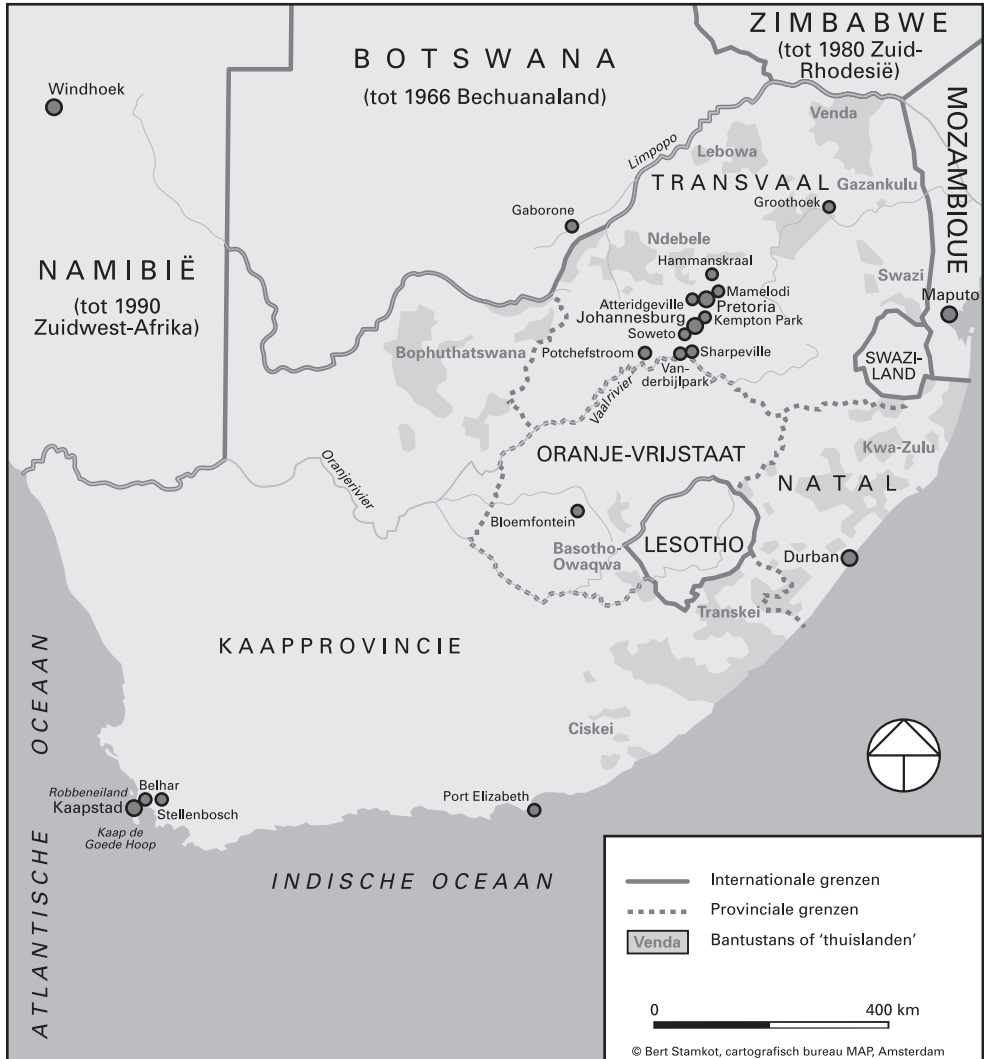 ZIMBABWE
(tot 1980 Zuid-
Rhodesië)
BOTSWANA
(tot 1966 Bechuanaland)
Windhoek
MOZAMBIQUE
Venda
Limpopo
Lebowa
TRANSVAAL
Gazankulu
Groothoek
Gaborone
NAMIBIË
(tot 1990
Zuidwest-Afrika)
Ndebele
Hammanskraal
Swazi
Mamelodi
Maputo
Atteridgeville
Pretoria
Johannesburg
Kempton Park
Soweto
Bophuthatswana
Potchefstroom
Sharpeville
Van-
derbijlpark
SWAZI-
LAND
Vaalrivier
Oranjerivier
ORANJE-VRIJSTAAT
Kwa-Zulu
NATAL
Bloemfontein
Basotho-
Owaqwa
LESOTHO
Durban
Transkei
KAAPPROVINCIE
Ciskei
ATLANTISCHE OCEAAN
Robbeneiland
Belhar
Kaapstad
Stellenbosch
Kaap de
Goede Hoop
Port Elizabeth
INDISCHE OCEAAN
Internationale grenzen
Provinciale grenzen
Venda
Bantustans of ‘thuislanden’
0
400 km
© Bert Stamkot, cartografisch bureau MAP, Amsterdam